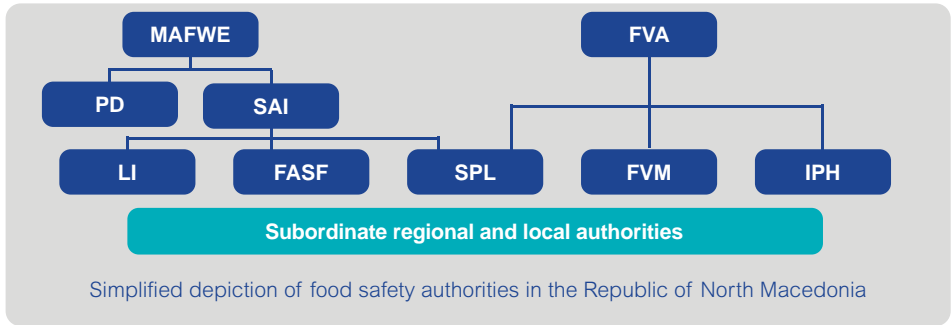 MAFWE
FVA
PD
SAI
LI
FASF
SPL
FVM
IPH
Subordinate regional and local authorities
Simplified depiction of food safety authorities in the Republic of North Macedonia